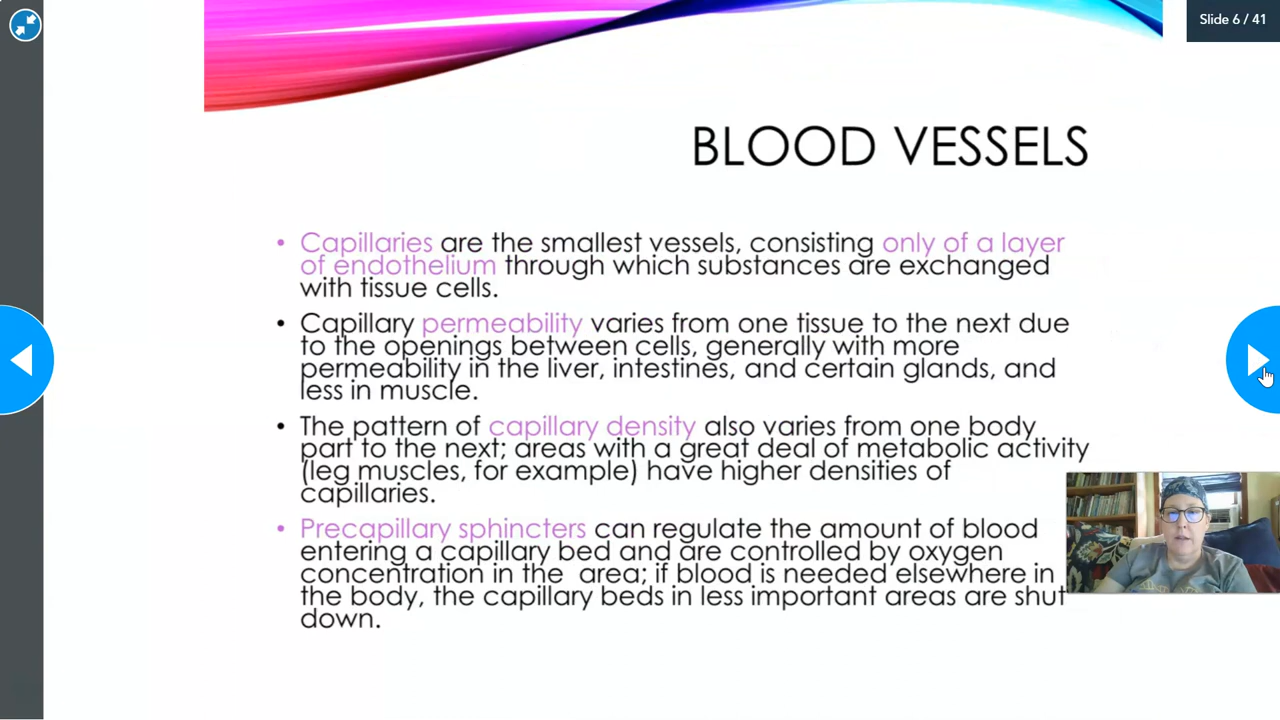 Slide 6 / 41
BLOOD VESSELS
• Capillaries are the smallest vessels, consisting only of a layer
of endothelium through which substances are exchanged
with tissue cells.
• Capillary permeability varies from one tissue to the next due
to the openings between cells, generally with more
permeability in the liver, intestines, and certain glands, and
less in muscle.
• The pattern of capillary density also varies from one body
part to the next; areas with a great deal of metabolic activity
(leg muscles, for example) have higher densities of
capillaries.
• Precapillary sphincters can regulate the amount of blood
entering a capillary bed and are controlled by oxygen
concentration in the  area; if blood is needed elsewhere in
the body, the capillary beds in less important areas are shut
down.